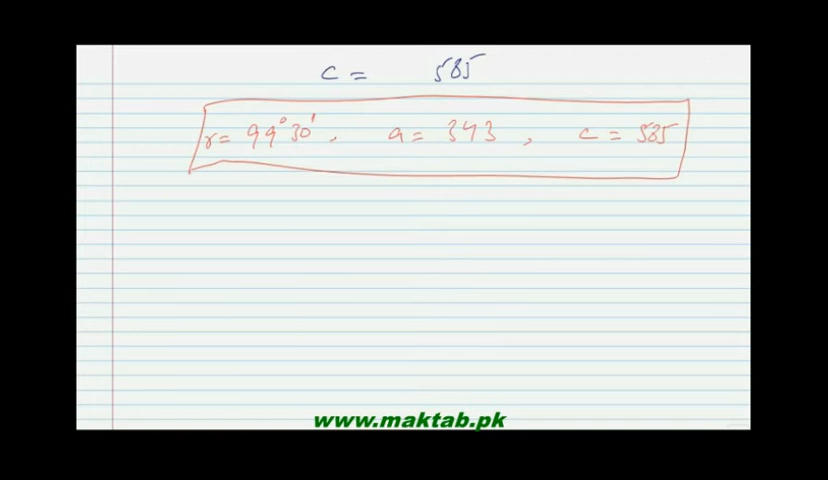 c = 585
r = 99°30', a = 343, c = 585
www.maktab.pk